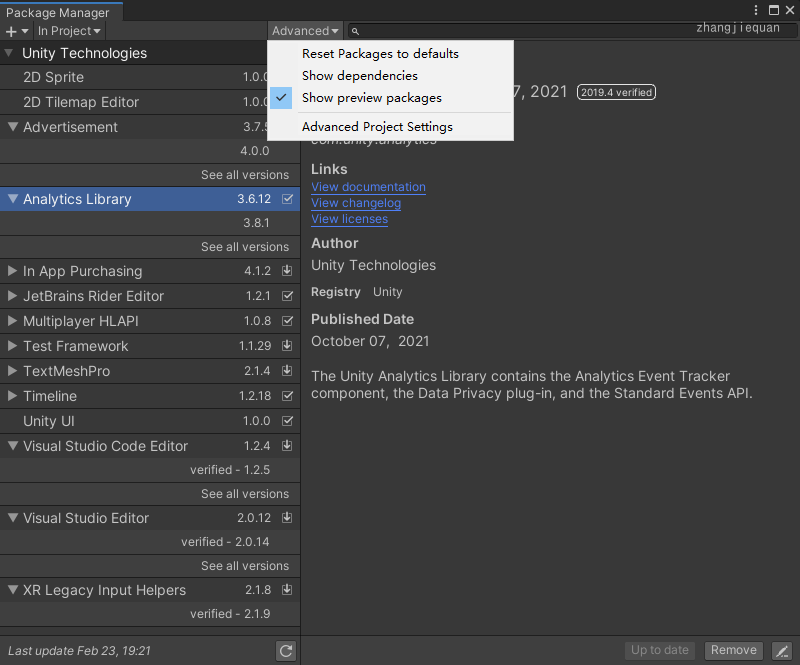 Package Manager
In Project
Advanced
zhangjiequan
Unity Technologies
2D Sprite 1.0.0
2D Tilemap Editor 1.0.0
Advertisement 3.7.5
4.0.0
See all versions
Analytics Library 3.6.12
3.8.1
See all versions
In App Purchasing 4.1.2
JetBrains Rider Editor 1.2.1
Multiplayer HLAPI 1.0.8
Test Framework 1.1.29
TextMeshPro 2.1.4
Timeline 1.2.18
Unity UI 1.0.0
Visual Studio Code Editor 1.2.4
verified - 1.2.5
See all versions
Visual Studio Editor 2.0.12
verified - 2.0.14
See all versions
XR Legacy Input Helpers 2.1.8
verified - 2.1.9
Last update Feb 23, 19:21
Reset Packages to defaults
Show dependencies
Show preview packages
Advanced Project Settings
7, 2021 2019.4 verified
com.unity.analytics
Links
View documentation
View changelog
View licenses
Author
Unity Technologies
Registry Unity
Published Date
October 07, 2021
The Unity Analytics Library contains the Analytics Event Tracker
component, the Data Privacy plug-in, and the Standard Events API.
Up to date
Remove